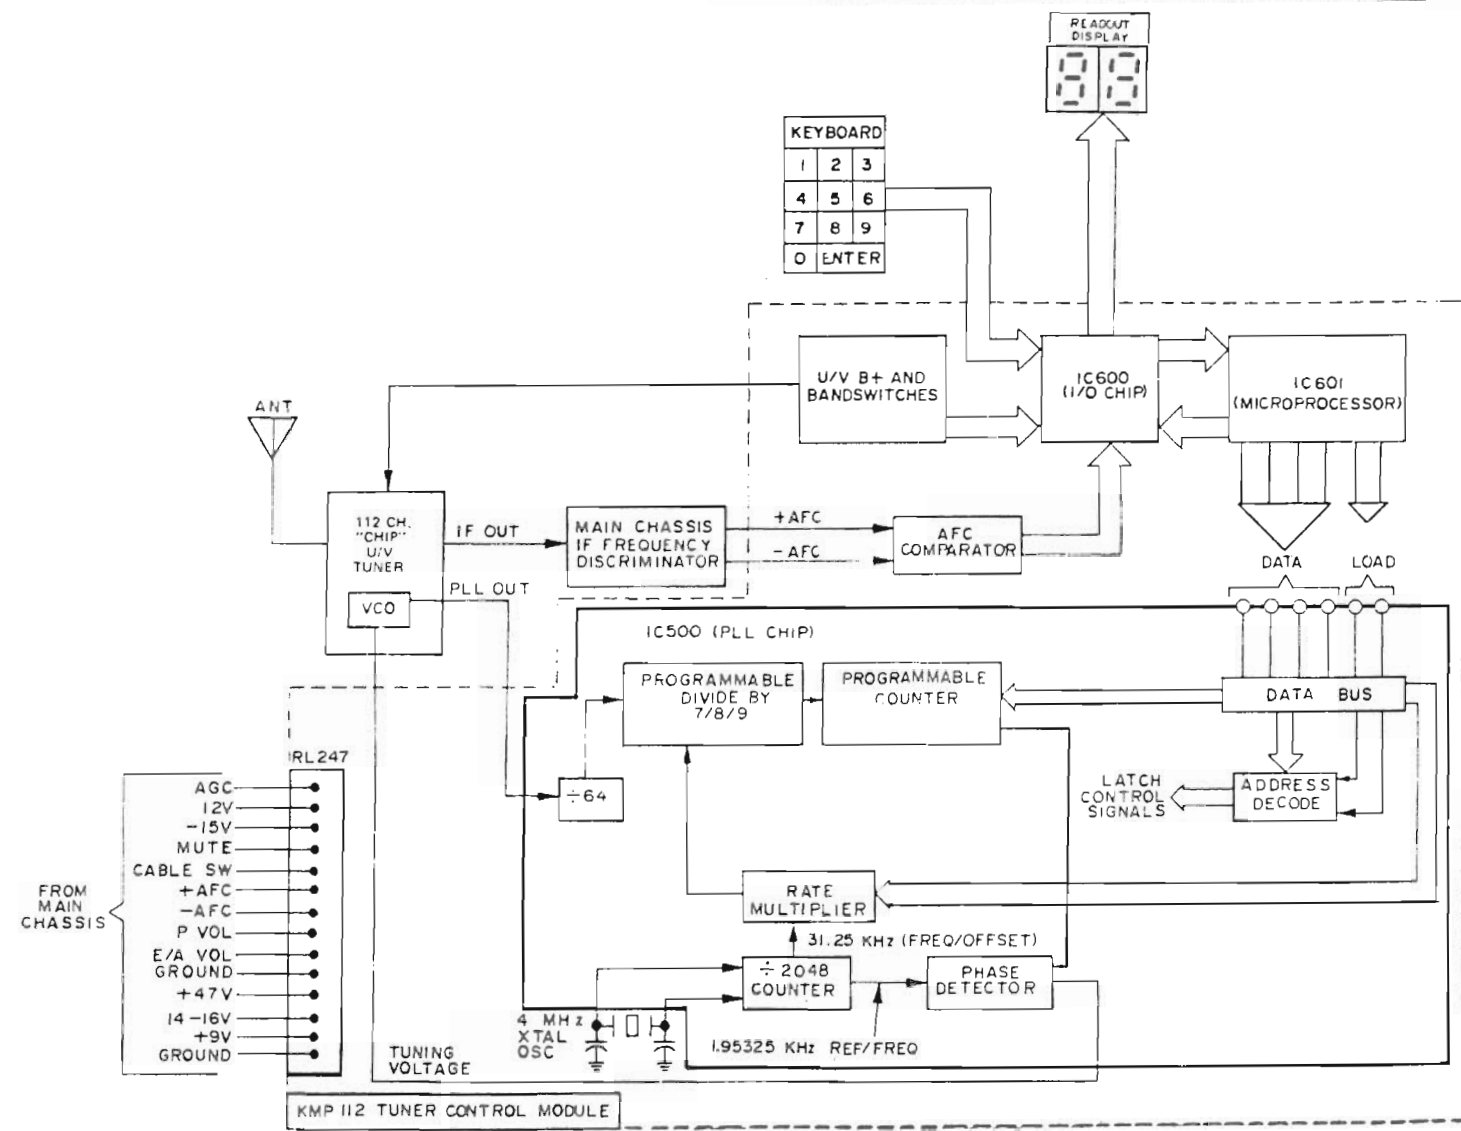 READOUT
DISPLAY
88
KEYBOARD
1 2 3
4 5 6
7 8 9
0 ENTER
U/V B+ AND
BANDSWITCHES
IC600
(I/O CHIP)
IC601
(MICROPROCESSOR)
ANT
112 CH.
"CHIP"
U/V
TUNER
VCO
IF OUT
PLL OUT
MAIN CHASSIS
IF FREQUENCY
DISCRIMINATOR
+AFC
-AFC
AFC
COMPARATOR
DATA
LOAD
IC500 (PLL CHIP)
PROGRAMMABLE
DIVIDE BY
7/8/9
PROGRAMMABLE
COUNTER
DATA BUS
÷64
LATCH
CONTROL
SIGNALS
ADDRESS
DECODE
RATE
MULTIPLIER
31.25 KHz (FREQ/OFFSET)
÷2048
COUNTER
PHASE
DETECTOR
4 MHz
XTAL
OSC
1.95325 KHz REF/FREQ
TUNING
VOLTAGE
RL247
FROM
MAIN
CHASSIS
AGC
12V
-15V
MUTE
CABLE SW
+AFC
-AFC
P VOL
E/A VOL
GROUND
+47V
14-16V
+9V
GROUND
KMP 112 TUNER CONTROL MODULE